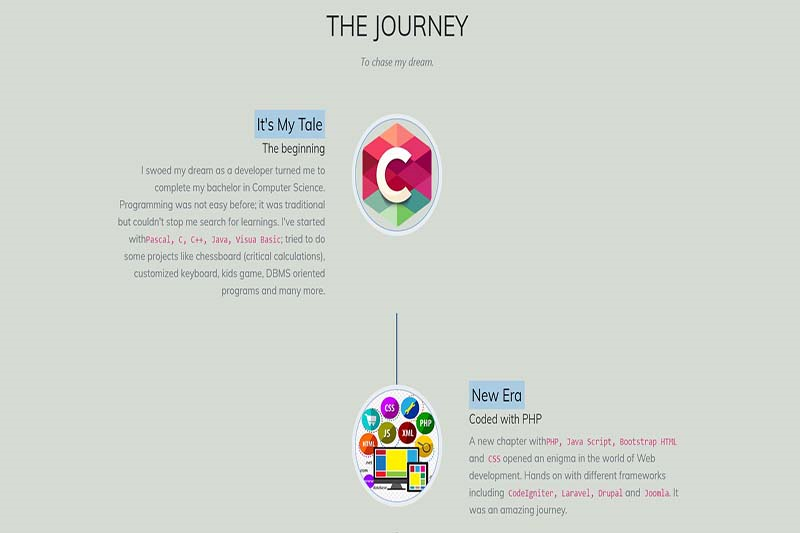 THE JOURNEY
To chase my dream.
It's My Tale
The beginning
I swoed my dream as a developer turned me to
complete my bachelor in Computer Science.
Programming was not easy before; it was traditional
but couldn't stop me search for learnings. I've started
withPascal, C, C++, Java, Visua Basic; tried to do
some projects like chessboard (critical calculations),
customized keyboard, kids game, DBMS oriented
programs and many more.
C
New Era
Coded with PHP
A new chapter withPHP, Java Script, Bootstrap HTML
and CSS opened an enigma in the world of Web
development. Hands on with different frameworks
including CodeIgniter, Laravel, Drupal and Joomla. It
was an amazing journey.
CSS
PHP
JS
XML
HTML
.net
database